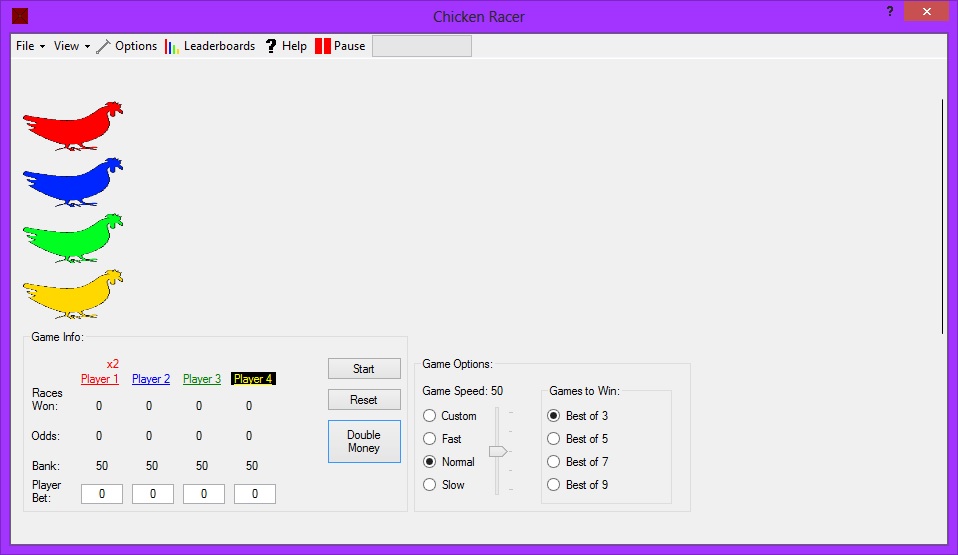 Chicken Racer
?
File View Options Leaderboards ? Help Pause
Game Info:
x2
Player 1 Player 2 Player 3 Player 4
Races
Won: 0 0 0 0
Odds: 0 0 0 0
Bank: 50 50 50 50
Player
Bet: 0 0 0 0
Start
Reset
Double
Money
Game Options:
Game Speed: 50
Custom
Fast
Normal
Slow
Games to Win:
Best of 3
Best of 5
Best of 7
Best of 9